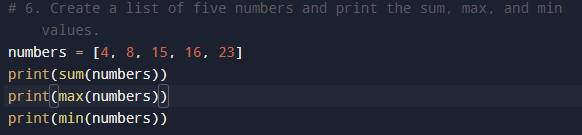 # 6. Create a list of five numbers and print the sum, max, and min
values.
numbers = [4, 8, 15, 16, 23]
print(sum(numbers))
print(max(numbers))
print(min(numbers))